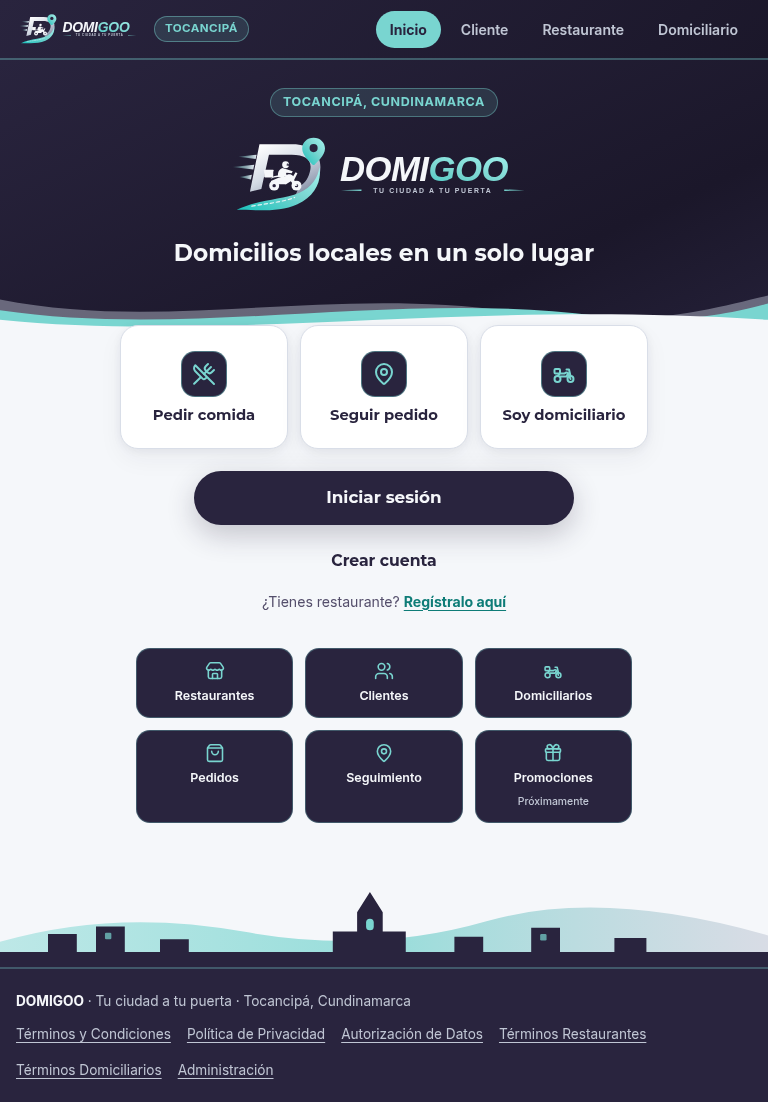 DOMIGOO
TU CIUDAD A TU PUERTA
TOCANCIPÁ
Inicio
Cliente
Restaurante
Domiciliario
TOCANCIPÁ, CUNDINAMARCA
DOMIGOO
TU CIUDAD A TU PUERTA
Domicilios locales en un solo lugar
Pedir comida
Seguir pedido
Soy domiciliario
Iniciar sesión
Crear cuenta
¿Tienes restaurante? Regístralo aquí
Restaurantes
Clientes
Domiciliarios
Pedidos
Seguimiento
Promociones
Próximamente
DOMIGOO · Tu ciudad a tu puerta · Tocancipá, Cundinamarca
Términos y Condiciones Política de Privacidad Autorización de Datos Términos Restaurantes
Términos Domiciliarios Administración